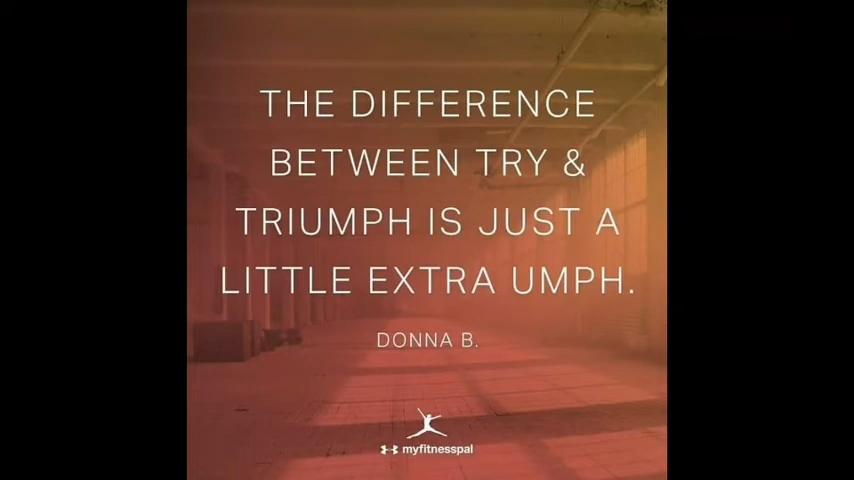 THE DIFFERENCE
BETWEEN TRY &
TRIUMPH IS JUST A
LITTLE EXTRA UMPH.
DONNA B.
myfitnesspal